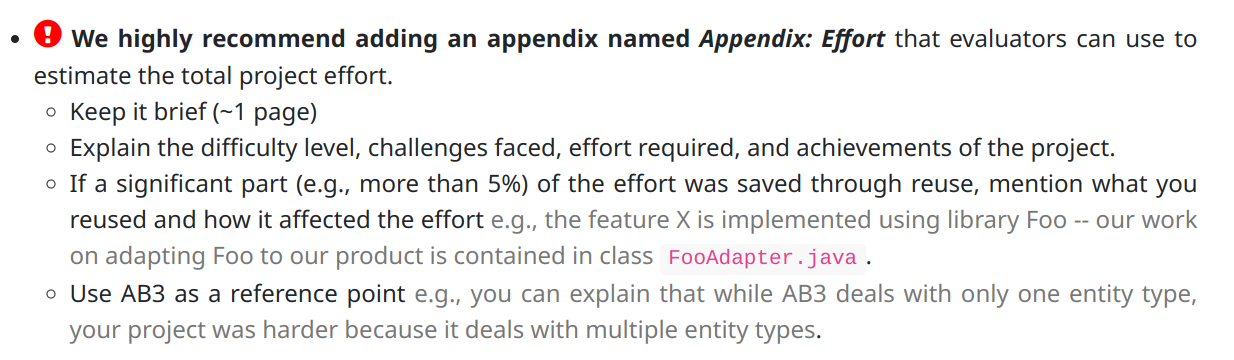 We highly recommend adding an appendix named Appendix: Effort that evaluators can use to
estimate the total project effort.
Keep it brief (~1 page)
Explain the difficulty level, challenges faced, effort required, and achievements of the project.
If a significant part (e.g., more than 5%) of the effort was saved through reuse, mention what you
reused and how it affected the effort e.g., the feature X is implemented using library Foo -- our work
on adapting Foo to our product is contained in class FooAdapter.java.
Use AB3 as a reference point e.g., you can explain that while AB3 deals with only one entity type,
your project was harder because it deals with multiple entity types.